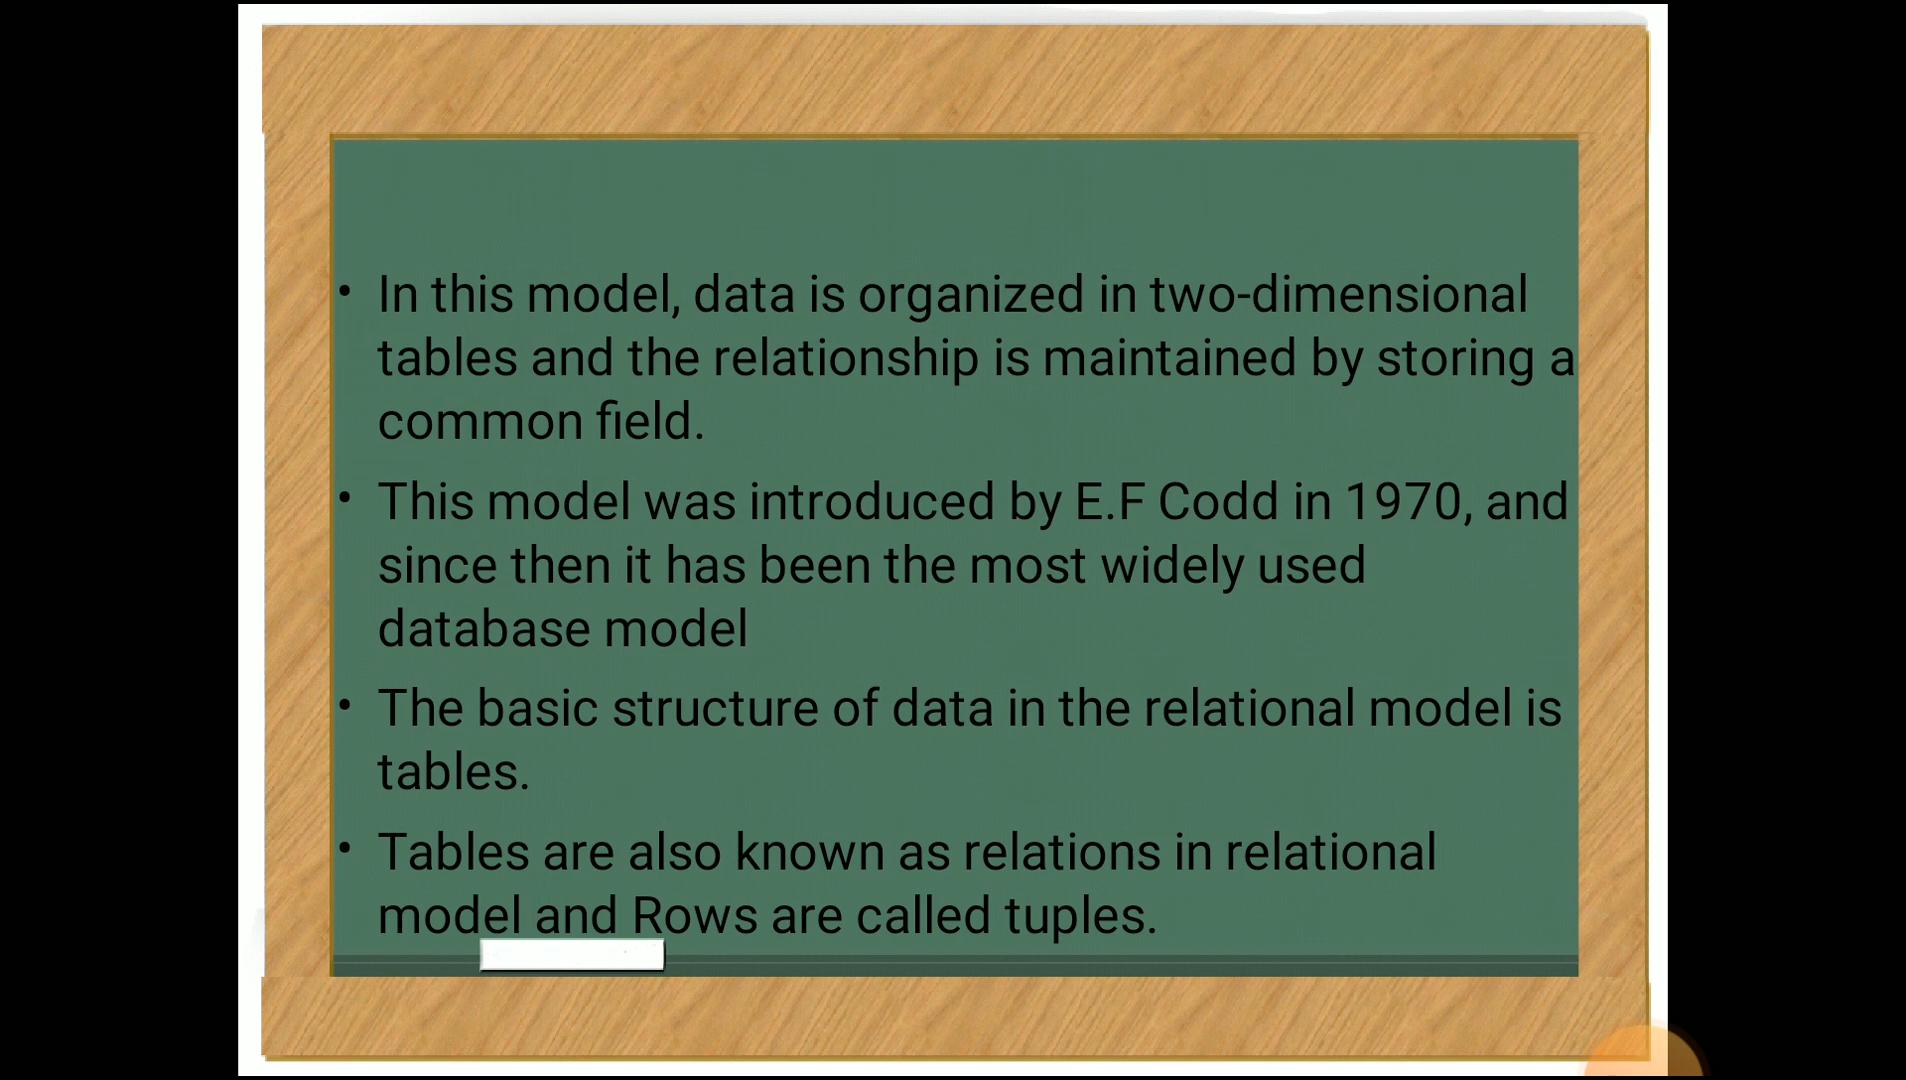 • In this model, data is organized in two-dimensional
tables and the relationship is maintained by storing a
common field.
• This model was introduced by E.F Codd in 1970, and
since then it has been the most widely used
database model
• The basic structure of data in the relational model is
tables.
• Tables are also known as relations in relational
model and Rows are called tuples.